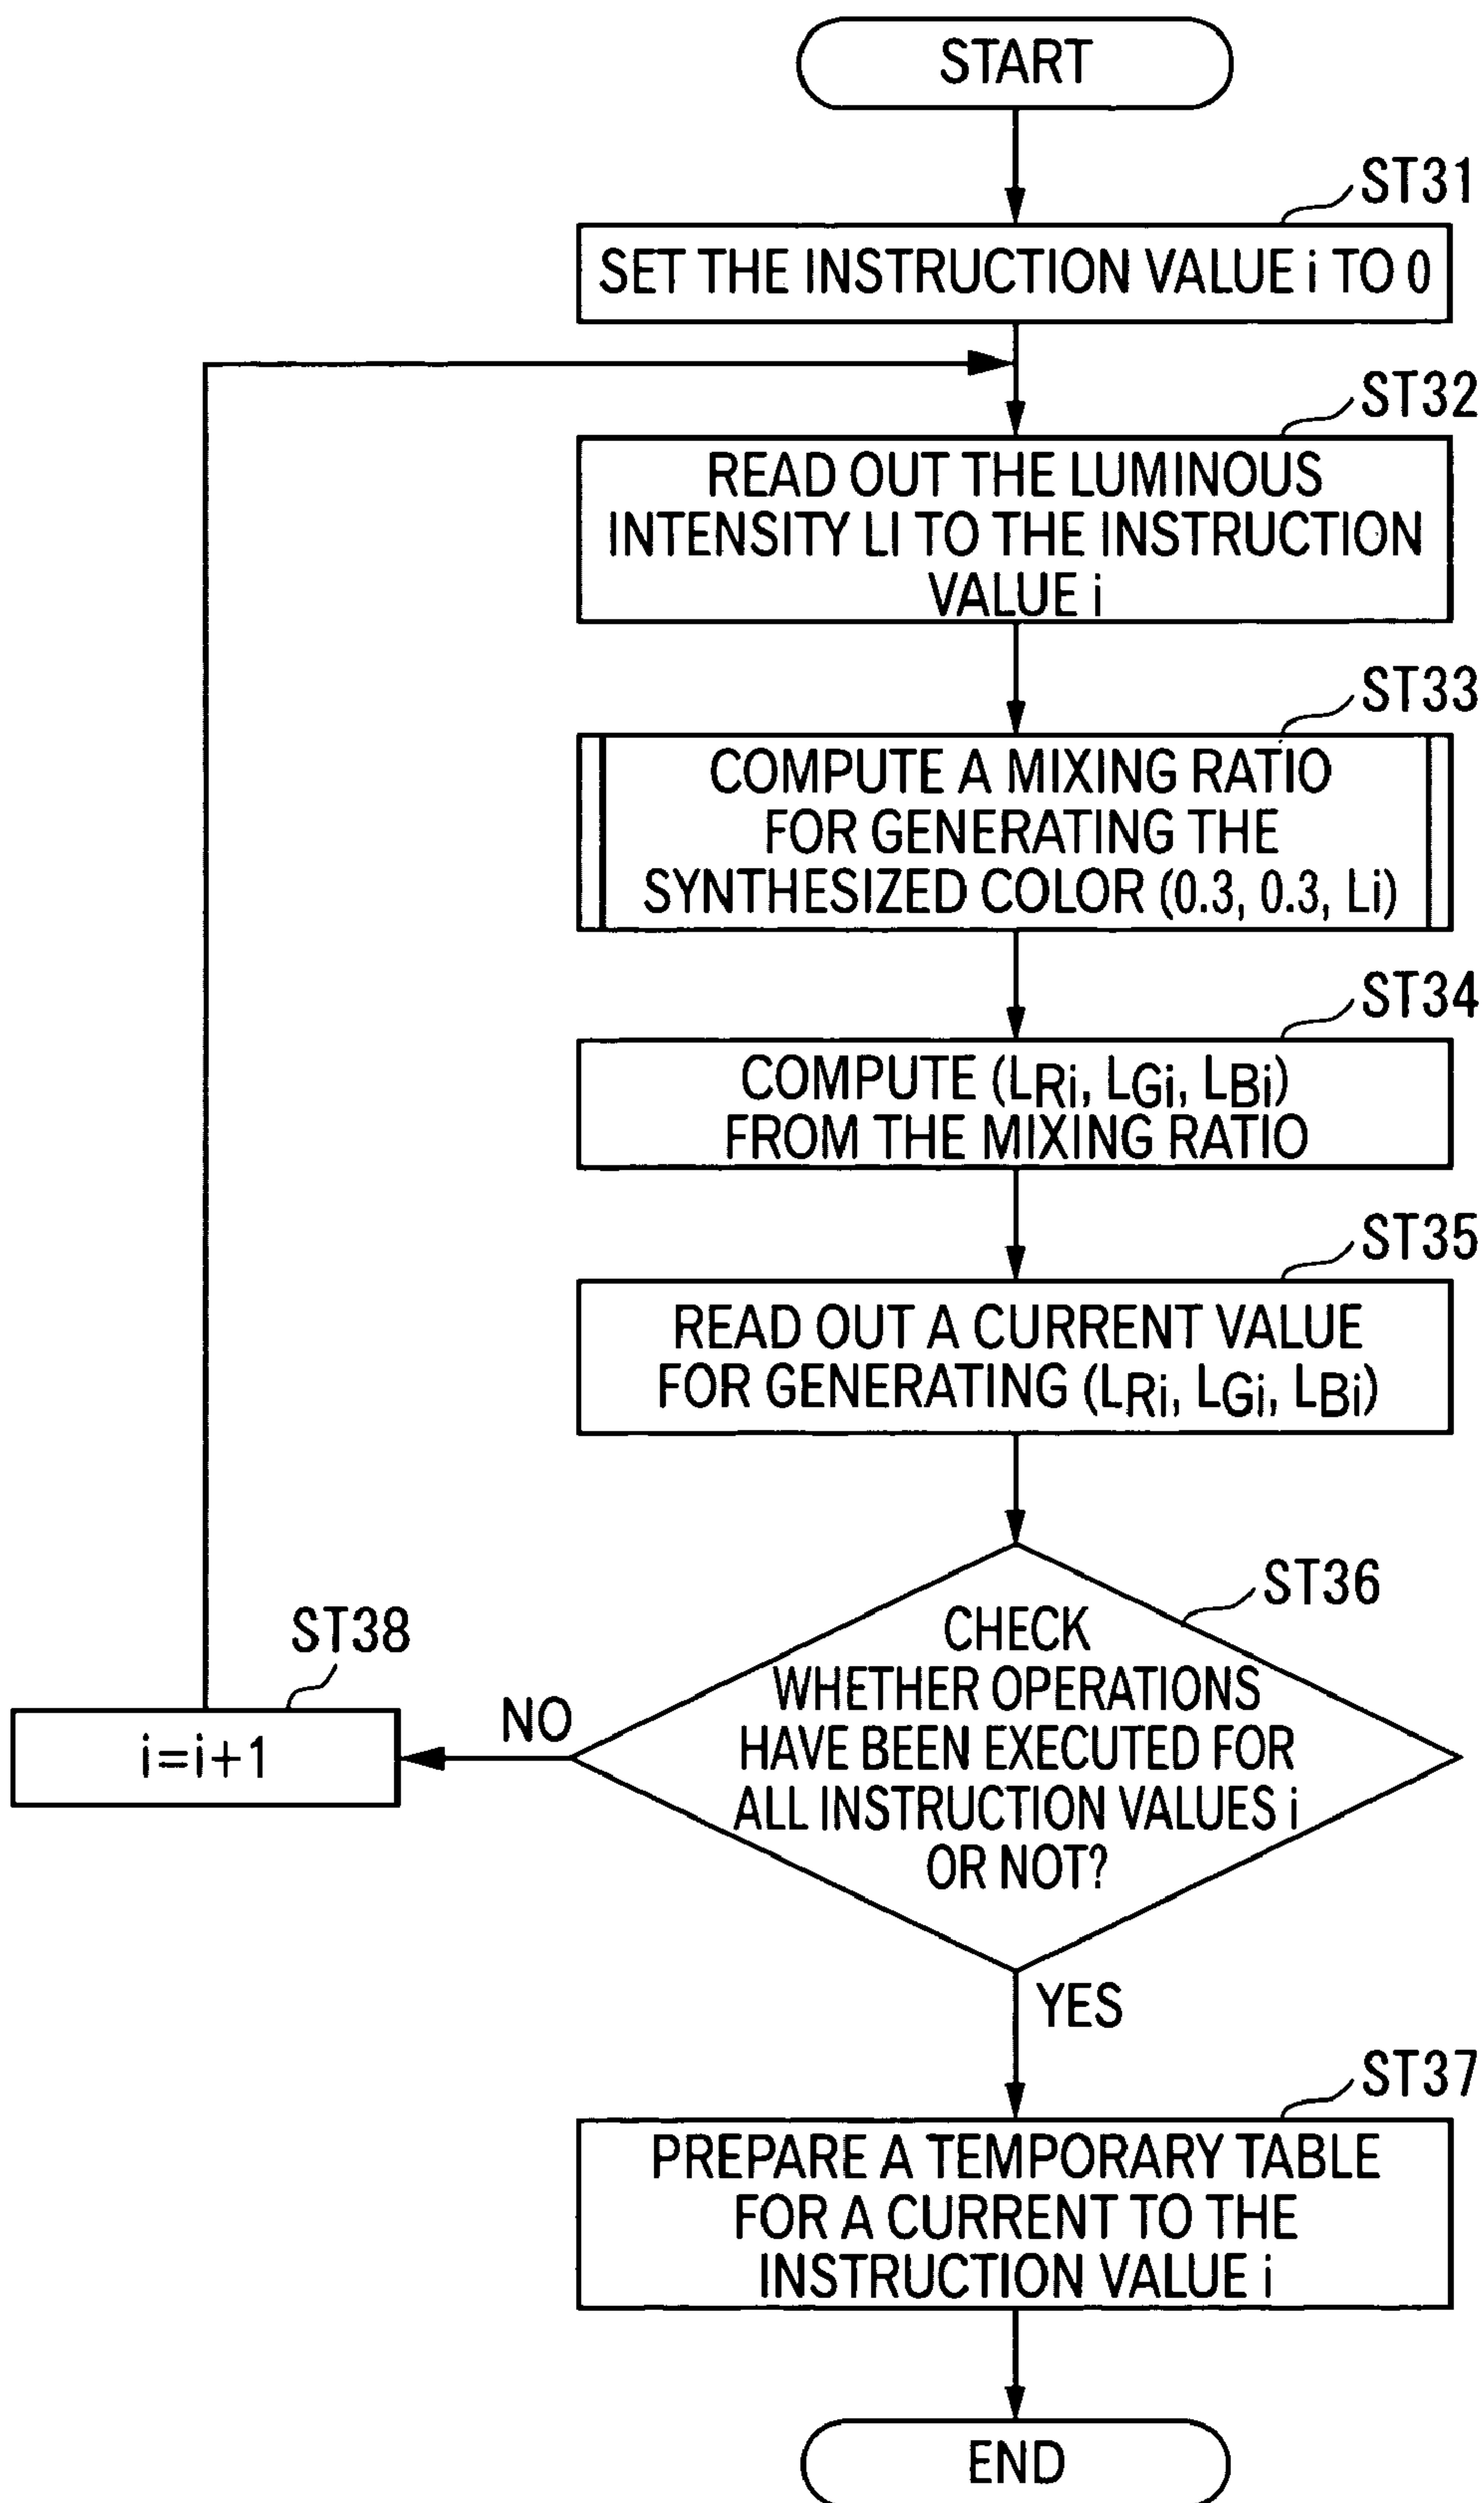 START
ST31
SET THE INSTRUCTION VALUE i TO 0
ST32
READ OUT THE LUMINOUS
INTENSITY LI TO THE INSTRUCTION
VALUE i
ST33
COMPUTE A MIXING RATIO
FOR GENERATING THE
SYNTHESIZED COLOR (0.3, 0.3, Li)
ST34
COMPUTE (LRi, LGi, LBi)
FROM THE MIXING RATIO
ST35
READ OUT A CURRENT VALUE
FOR GENERATING (LRi, LGi, LBi)
ST36
CHECK
WHETHER OPERATIONS
HAVE BEEN EXECUTED FOR
ALL INSTRUCTION VALUES i
OR NOT?
NO
ST38
i=i+1
YES
ST37
PREPARE A TEMPORARY TABLE
FOR A CURRENT TO THE
INSTRUCTION VALUE i
END